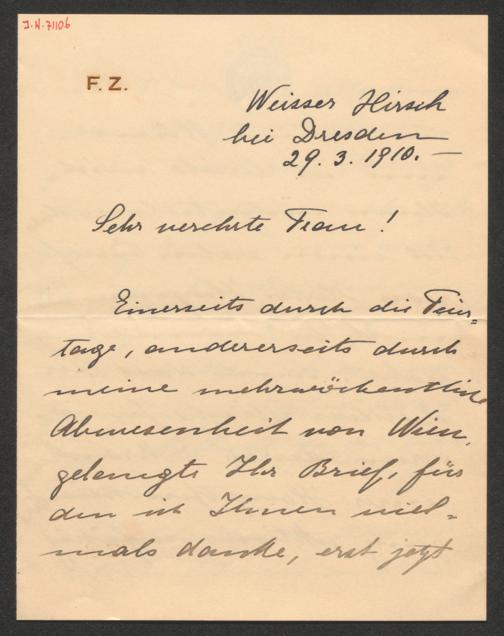 J.N. 71106
F. Z.
Weisser Hirsch
bei Dresden
29. 3. 1910. —
Sehr verehrte Frau!
Einerseits durch die Feier-
tage, andererseits durch
meine mehrwöchentliche
Abwesenheit von Wien,
gelangte Ihr Brief, für
den ich Ihnen viel-
mals danke, erst jetzt